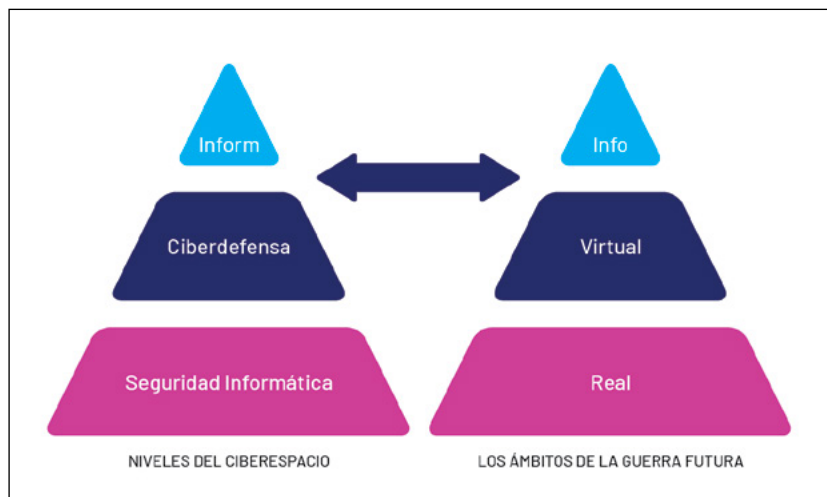 Inform
Info
Ciberdefensa
Virtual
Seguridad Informática
Real
NIVELES DEL CIBERESPACIO
LOS ÁMBITOS DE LA GUERRA FUTURA